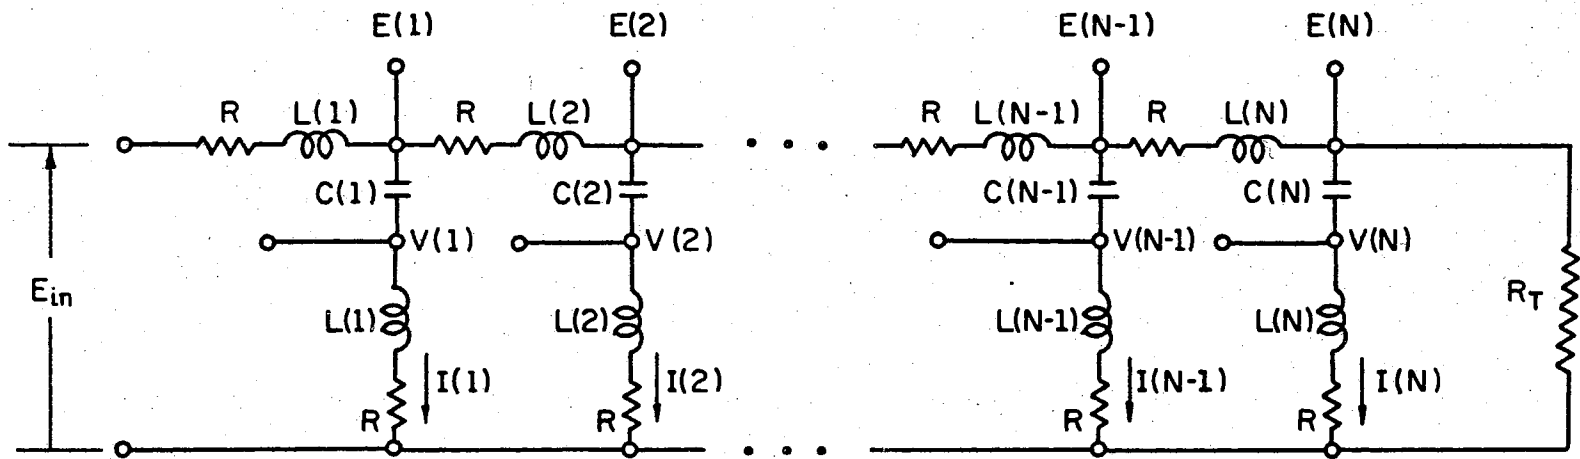 E(1) E(2) E(N-1) E(N)
R L(1) R L(2) R L(N-1) R L(N)
C(1) C(2) C(N-1) C(N)
V(1) V(2) V(N-1) V(N)
Ein RT
L(1) L(2) L(N-1) L(N)
I(1) I(2) I(N-1) I(N)
R R R R